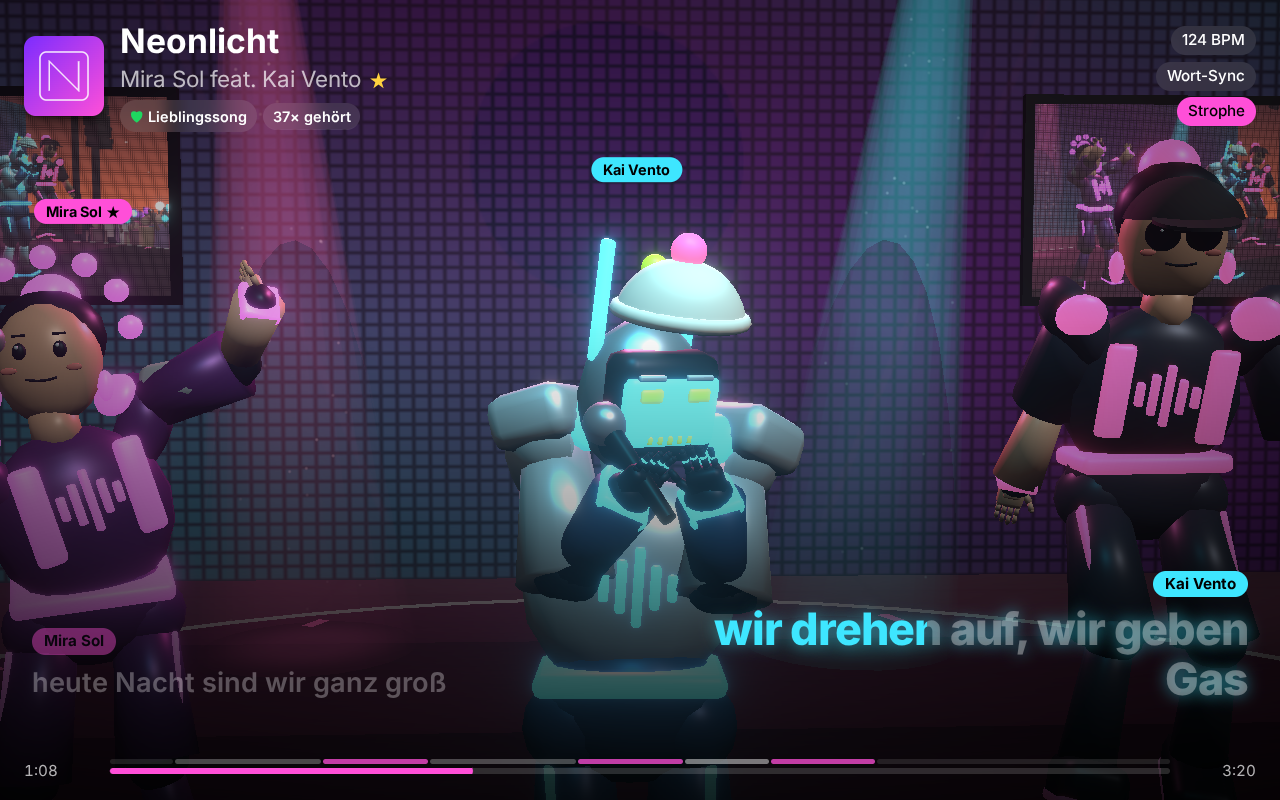 N
Neonlicht
Mira Sol feat. Kai Vento ★
Lieblingssong
37× gehört
124 BPM
Wort-Sync
Strophe
Kai Vento
Mira Sol ★
Kai Vento
wir drehen auf, wir geben
Gas
Mira Sol
heute Nacht sind wir ganz groß
1:08
3:20